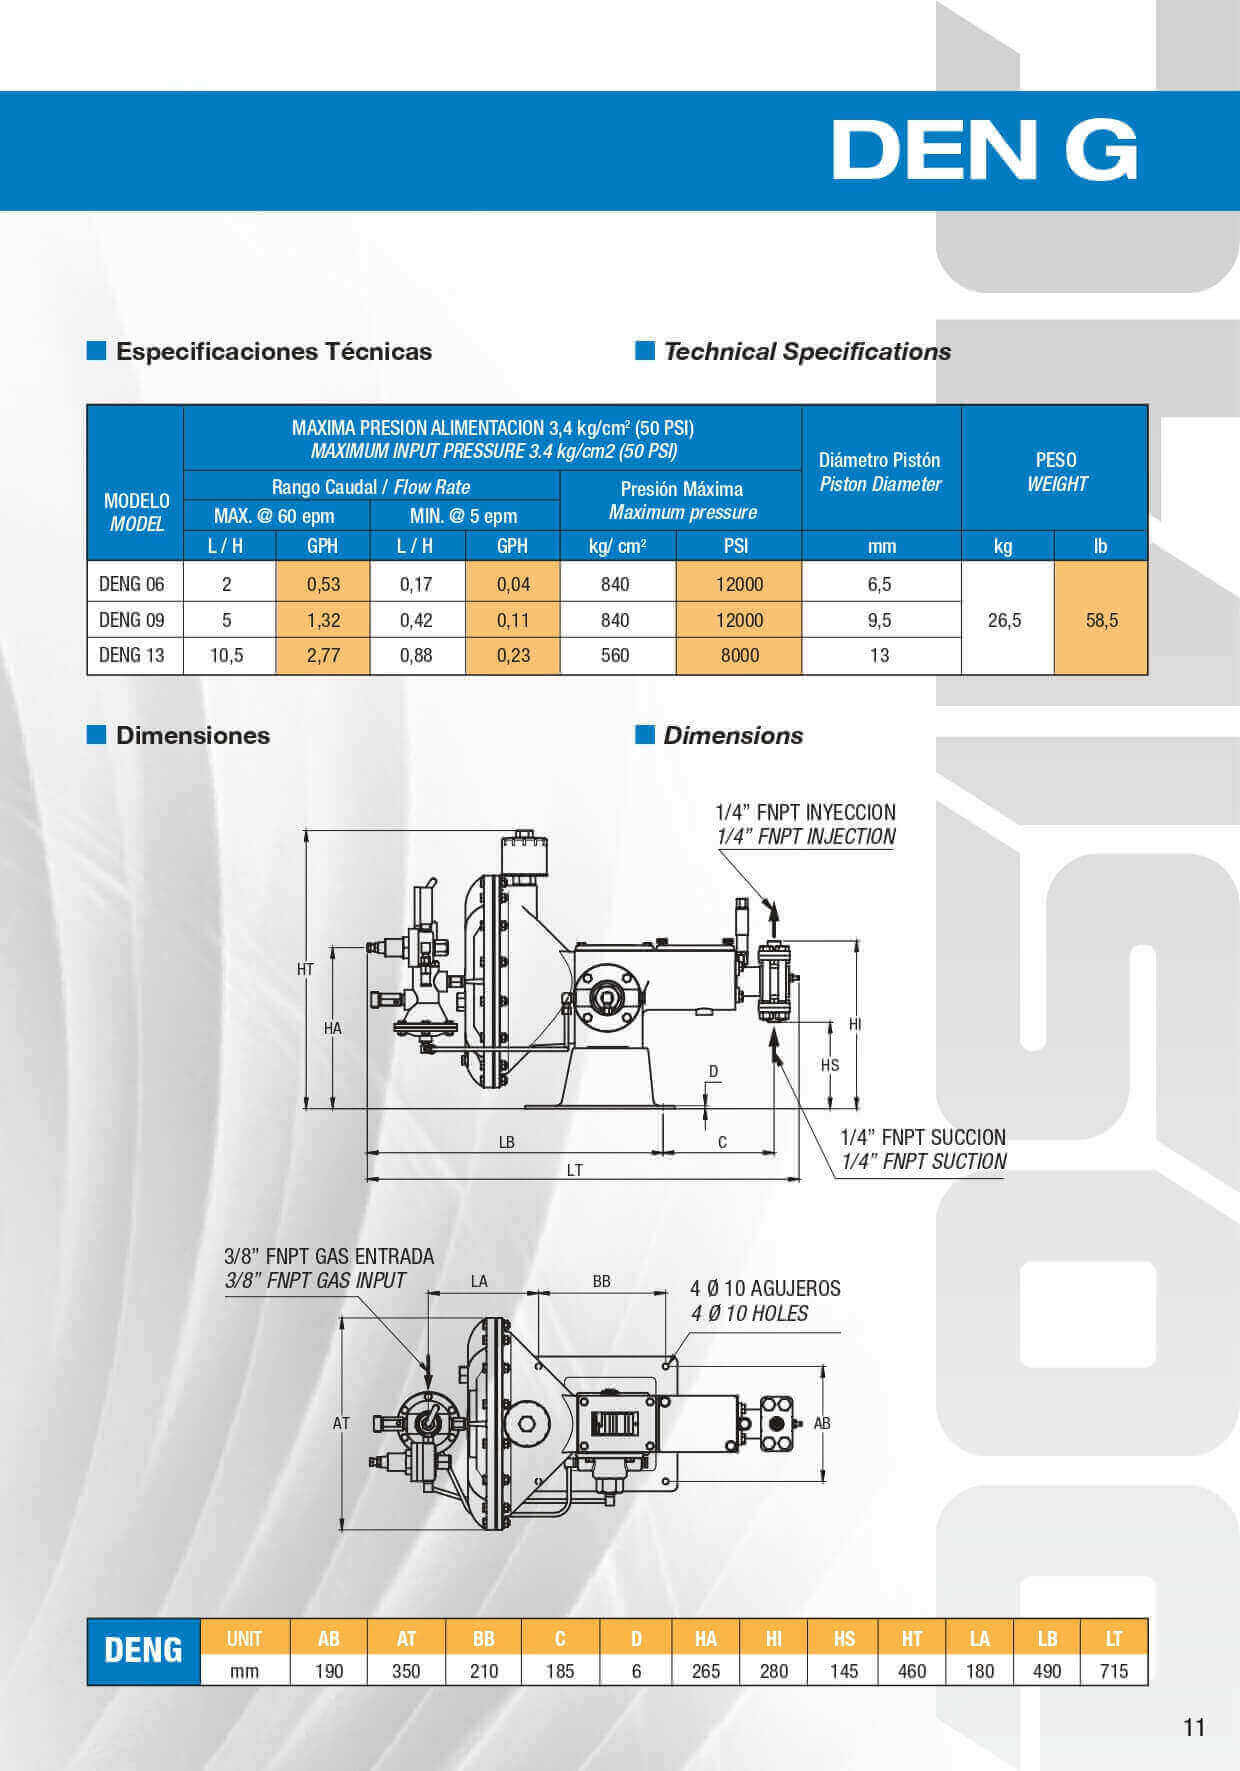 DEN G
Especificaciones Técnicas
Technical Specifications
MODELO
MODEL
MAXIMA PRESION ALIMENTACION 3,4 kg/cm² (50 PSI)
MAXIMUM INPUT PRESSURE 3.4 kg/cm2 (50 PSI)
Diámetro Pistón
Piston Diameter
PESO
WEIGHT
Rango Caudal / Flow Rate
Presión Máxima
Maximum pressure
MAX. @ 60 epm MIN. @ 5 epm
L / H GPH L / H GPH kg/ cm² PSI mm kg lb
DENG 06 2 0,53 0,17 0,04 840 12000 6,5
DENG 09 5 1,32 0,42 0,11 840 12000 9,5 26,5 58,5
DENG 13 10,5 2,77 0,88 0,23 560 8000 13
Dimensiones
Dimensions
1/4” FNPT INYECCION
1/4” FNPT INJECTION
HT
HA
HI
HS
D
LB
C
LT
1/4” FNPT SUCCION
1/4” FNPT SUCTION
3/8” FNPT GAS ENTRADA
3/8” FNPT GAS INPUT
LA
BB
4 Ø 10 AGUJEROS
4 Ø 10 HOLES
AT
AB
DENG
UNIT AB AT BB C D HA HI HS HT LA LB LT
mm 190 350 210 185 6 265 280 145 460 180 490 715
11